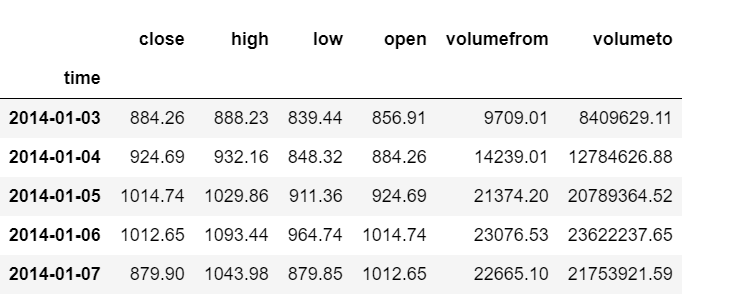 close high low open volumefrom volumeto
time
2014-01-03 884.26 888.23 839.44 856.91 9709.01 8409629.11
2014-01-04 924.69 932.16 848.32 884.26 14239.01 12784626.88
2014-01-05 1014.74 1029.86 911.36 924.69 21374.20 20789364.52
2014-01-06 1012.65 1093.44 964.74 1014.74 23076.53 23622237.65
2014-01-07 879.90 1043.98 879.85 1012.65 22665.10 21753921.59